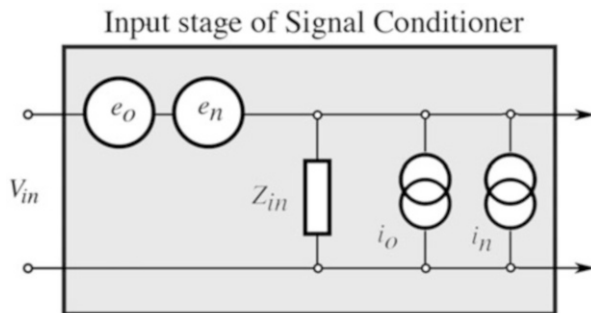 Input stage of Signal Conditioner
e_o e_n
V_in
Z_in
i_o i_n